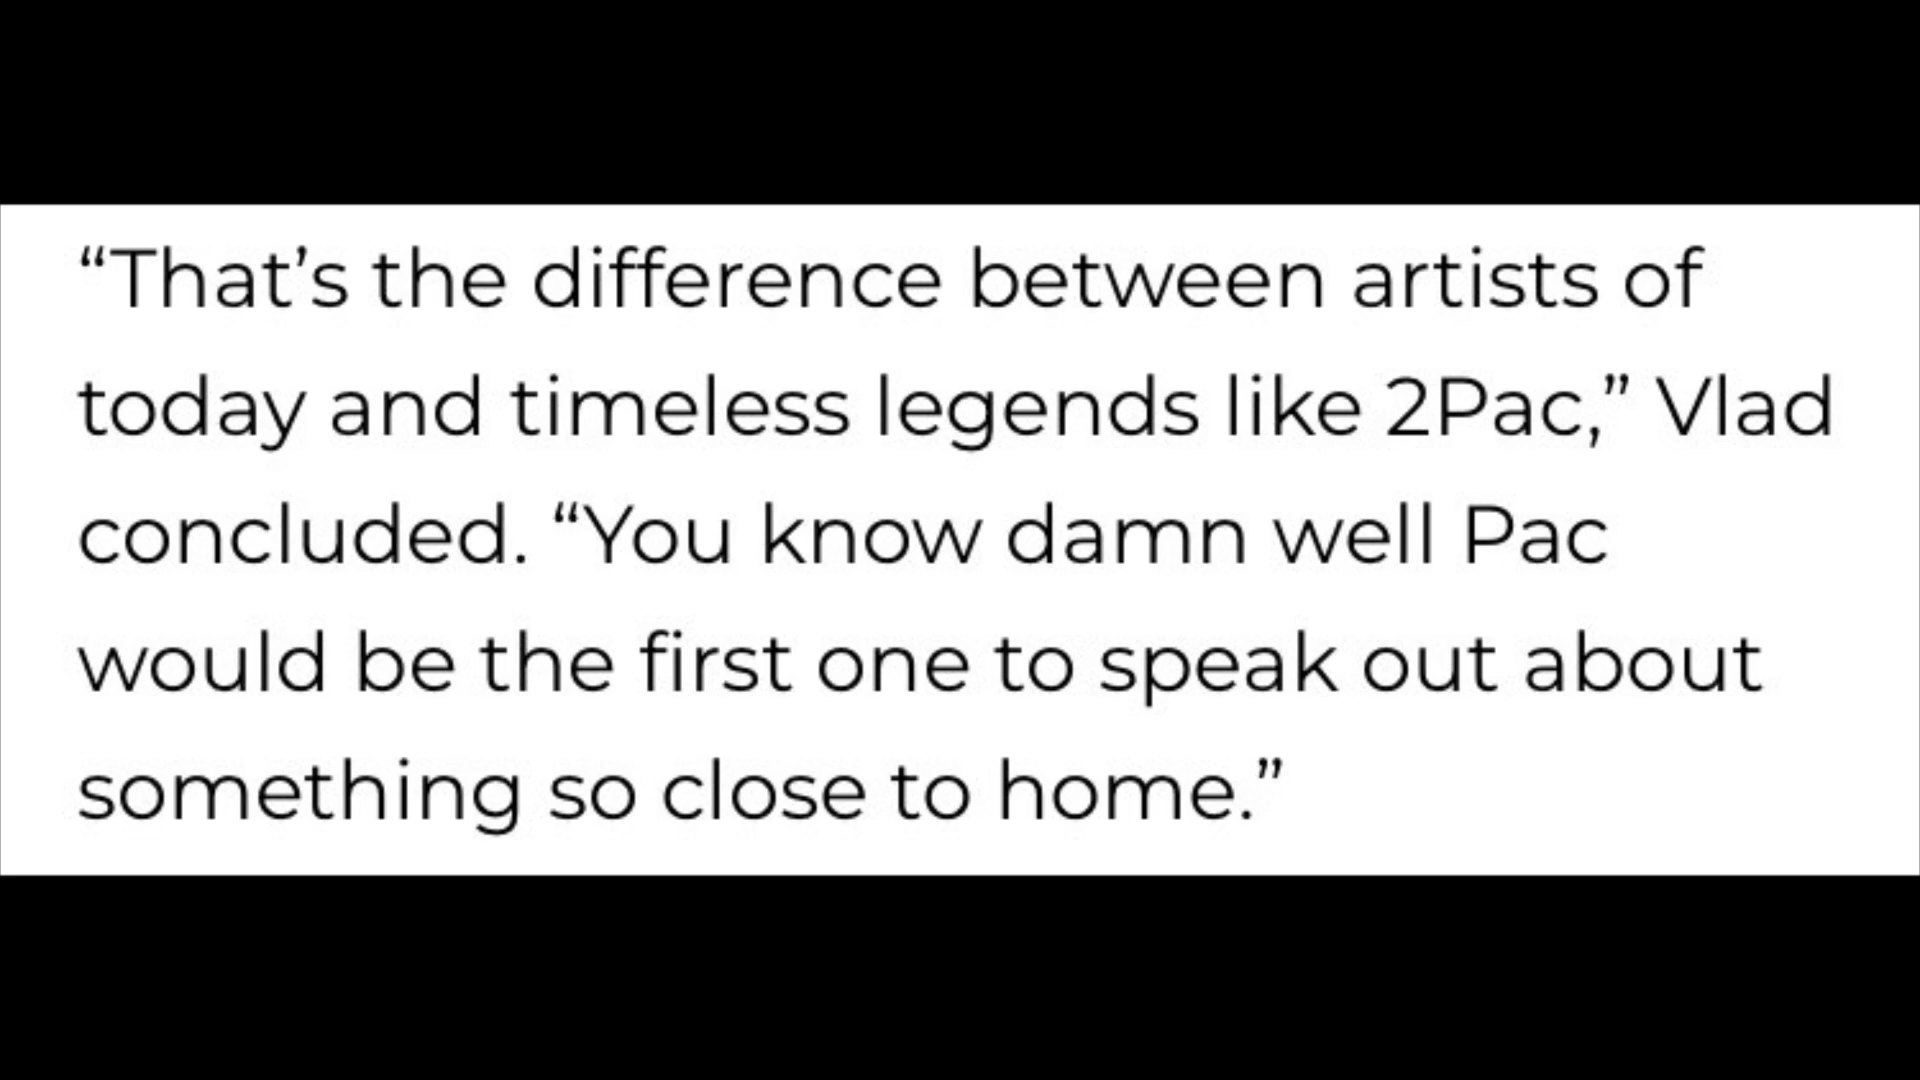 “That’s the difference between artists of
today and timeless legends like 2Pac,” Vlad
concluded. “You know damn well Pac
would be the first one to speak out about
something so close to home.”